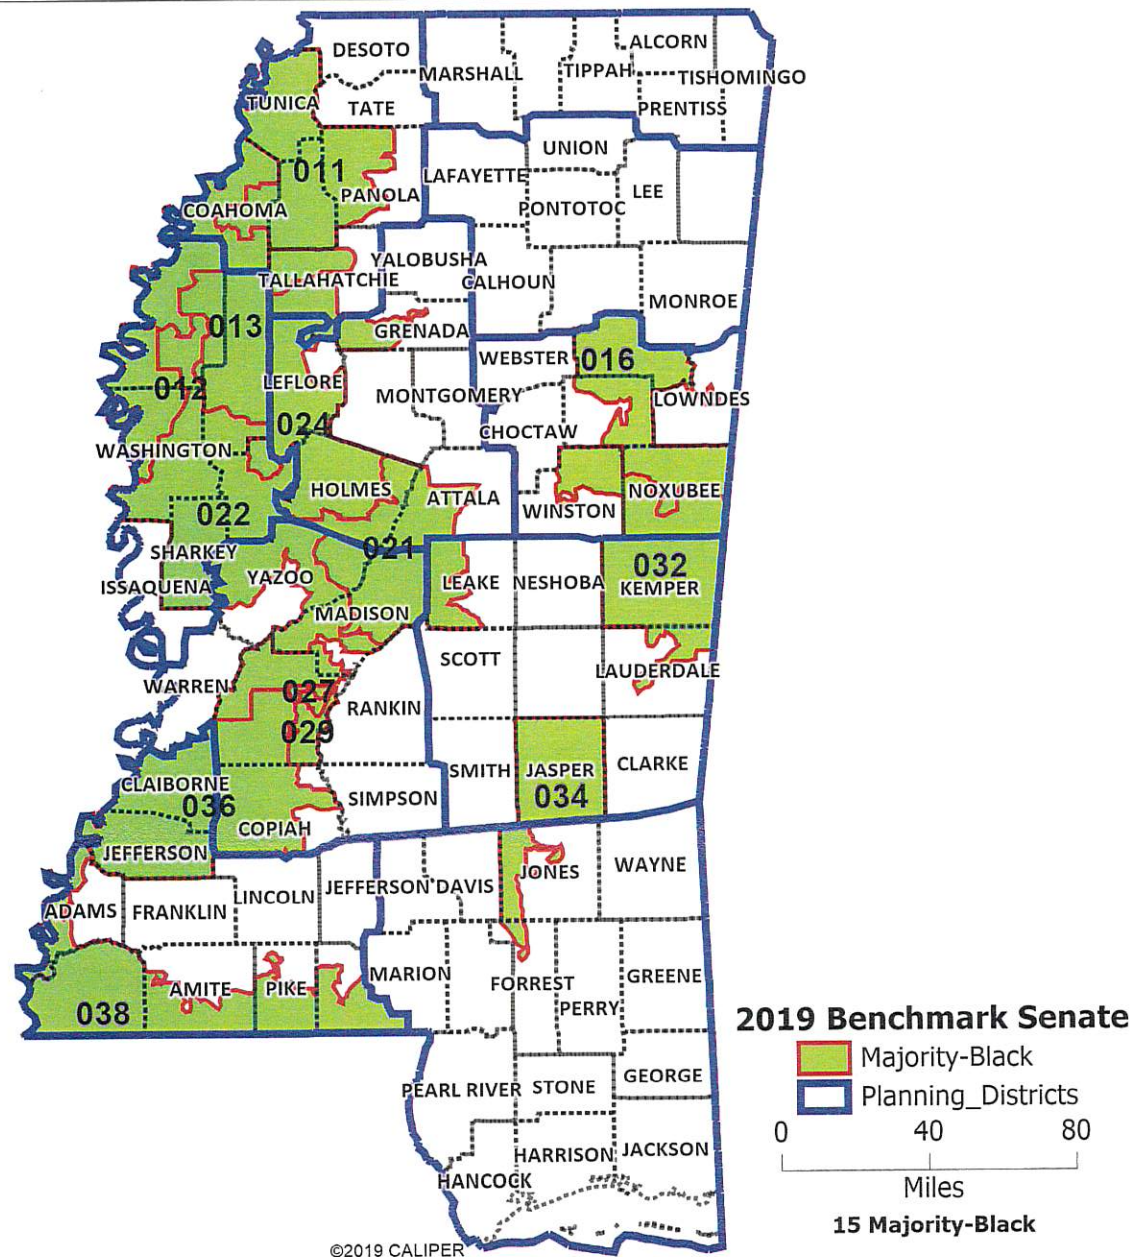 DESOTO
ALCORN
MARSHALL
TIPPAH
TISHOMINGO
TUNICA
TATE
PRENTISS
UNION
011
LAFAYETTE
PANOLA
LEE
COAHOMA
PONTOTOC
YALOBUSHA
TALLAHATCHIE
CALHOUN
MONROE
013
GRENADA
WEBSTER
016
012
LEFLORE
MONTGOMERY
LOWNDES
024
CHOCTAW
WASHINGTON
HOLMES
ATTALA
NOXUBEE
022
WINSTON
SHARKEY
021
032
ISSAQUENA
YAZOO
LEAKE
NESHOBA
KEMPER
MADISON
SCOTT
LAUDERDALE
WARREN
027
RANKIN
029
SMITH
JASPER
CLARKE
CLAIBORNE
034
036
SIMPSON
COPIAH
JEFFERSON
WAYNE
JONES
JEFFERSON DAVIS
LINCOLN
ADAMS
FRANKLIN
MARION
GREENE
AMITE
PIKE
FORREST
PERRY
038
2019 Benchmark Senate
Majority-Black
GEORGE
PEARL RIVER
STONE
Planning_Districts
0 40 80
HARRISON
JACKSON
HANCOCK
Miles
15 Majority-Black
©2019 CALIPER